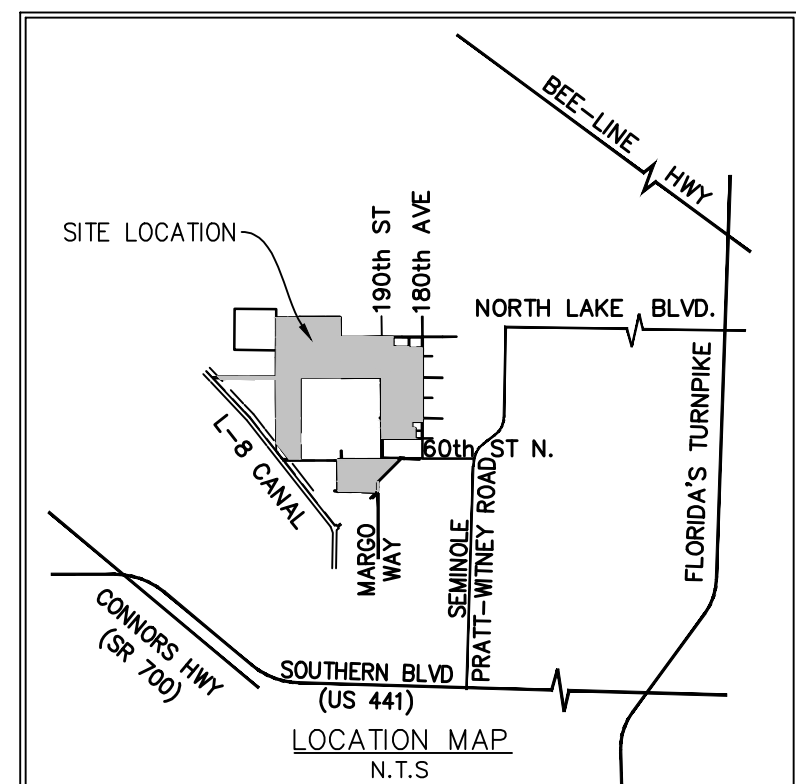 BEE-LINE HWY
SITE LOCATION
190th ST
180th AVE
NORTH LAKE BLVD.
FLORIDA'S TURNPIKE
L-8 CANAL
60th ST N.
MARGO
WAY
SEMINOLE
PRATT-WITNEY ROAD
CONNORS HWY
(SR 700)
SOUTHERN BLVD
(US 441)
LOCATION MAP
N.T.S